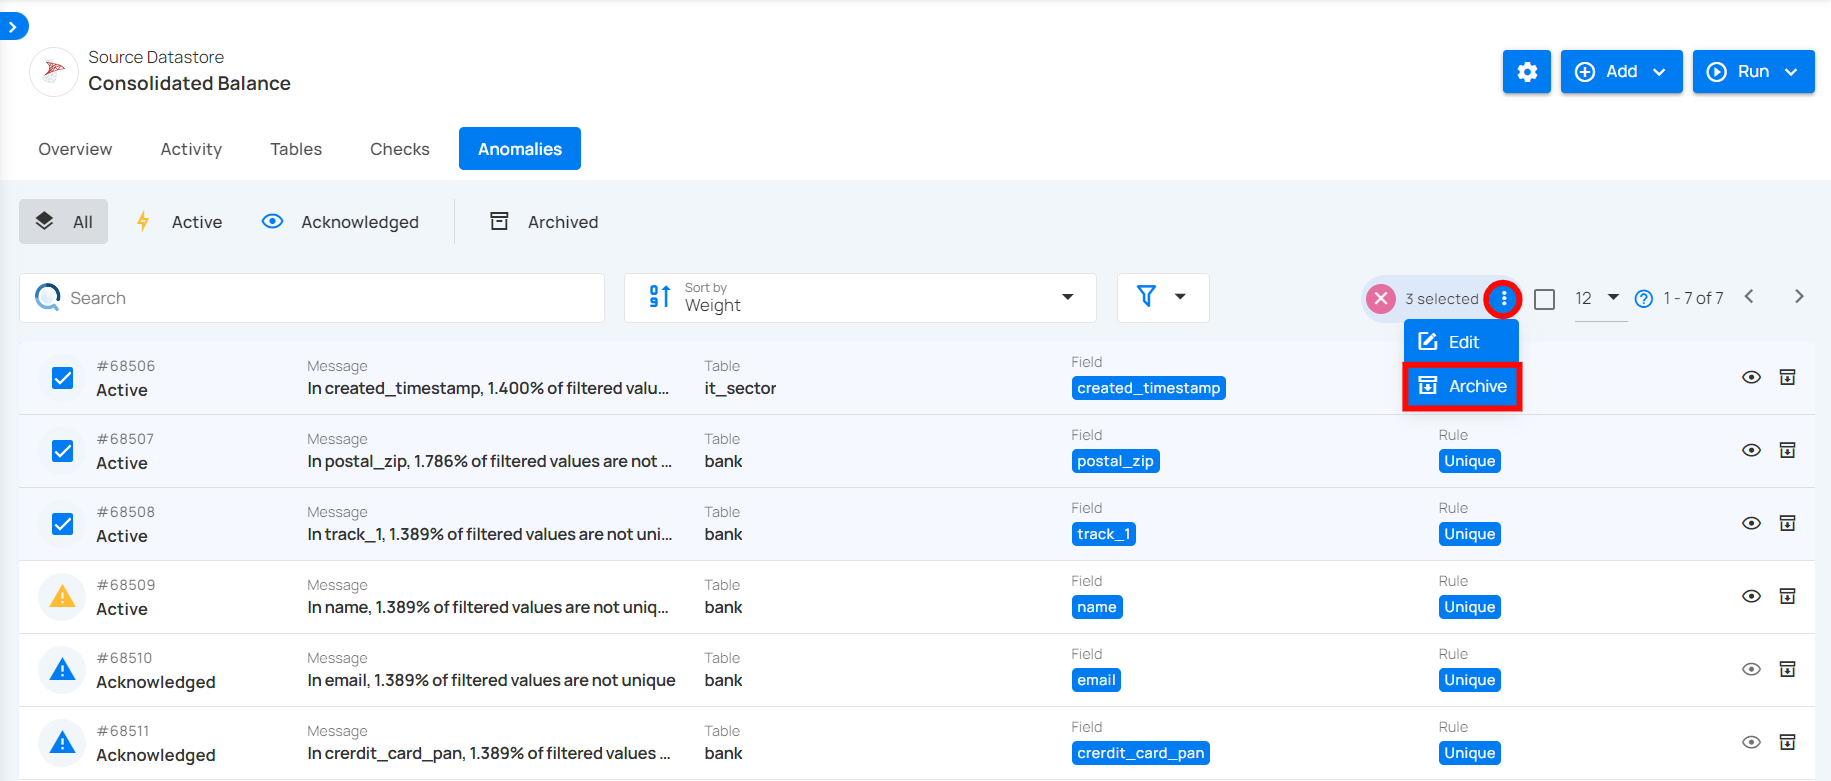 Source Datastore
Consolidated Balance
Add
Run
Overview
Activity
Tables
Checks
Anomalies
All
Active
Acknowledged
Archived
Search
Sort by
Weight
3 selected
12
1 - 7 of 7
Edit
Archive
#68506
Active
Message
In created_timestamp, 1.400% of filtered valu...
Table
it_sector
Field
created_timestamp
#68507
Active
Message
In postal_zip, 1.786% of filtered values are not ...
Table
bank
Field
postal_zip
Rule
Unique
#68508
Active
Message
In track_1, 1.389% of filtered values are not uni...
Table
bank
Field
track_1
Rule
Unique
#68509
Active
Message
In name, 1.389% of filtered values are not uniq...
Table
bank
Field
name
Rule
Unique
#68510
Acknowledged
Message
In email, 1.389% of filtered values are not unique
Table
bank
Field
email
Rule
Unique
#68511
Acknowledged
Message
In crerdit_card_pan, 1.389% of filtered values ...
Table
bank
Field
crerdit_card_pan
Rule
Unique